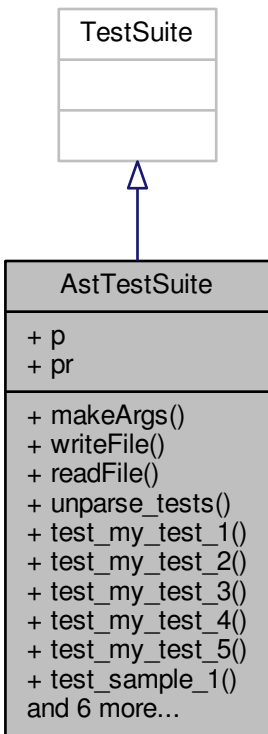 TestSuite
AstTestSuite
+ p
+ pr
+ makeArgs()
+ writeFile()
+ readFile()
+ unparse_tests()
+ test_my_test_1()
+ test_my_test_2()
+ test_my_test_3()
+ test_my_test_4()
+ test_my_test_5()
+ test_sample_1()
and 6 more...